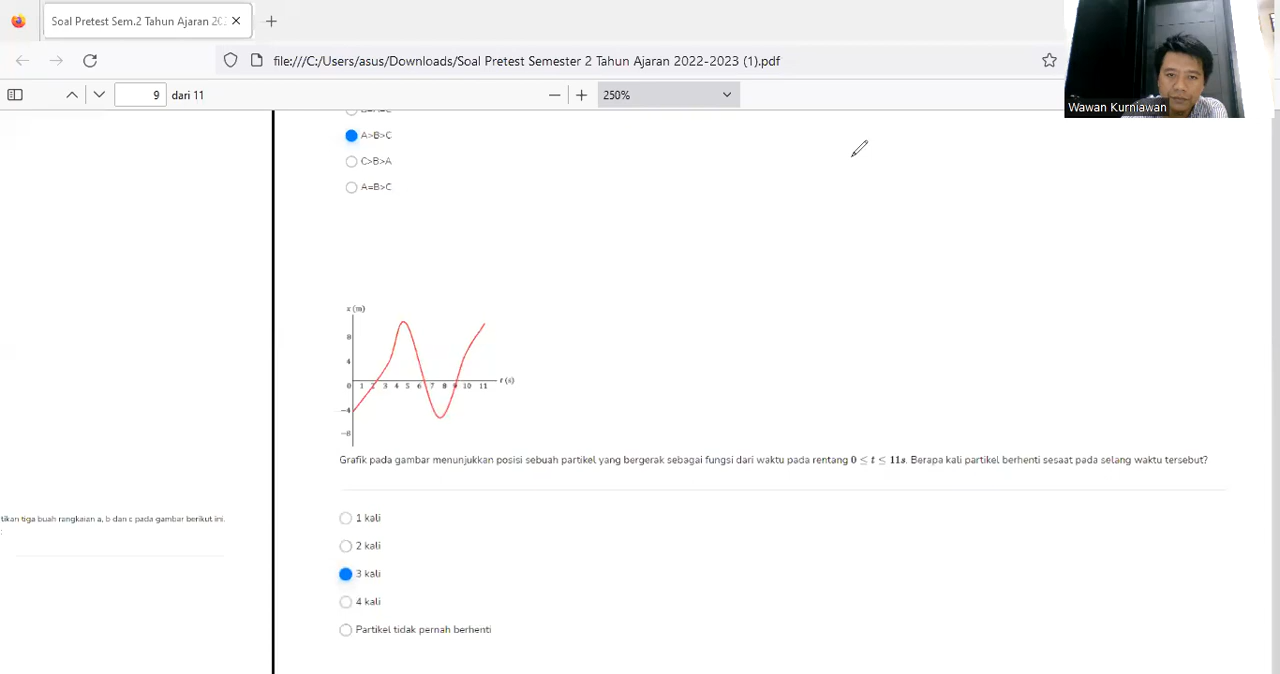 Soal Pretest Sem.2 Tahun Ajaran 202
file:///C:/Users/asus/Downloads/Soal Pretest Semester 2 Tahun Ajaran 2022-2023 (1).pdf
Wawan Kurniawan
9 dari 11
250%
A>B>C
C>B>A
A=B>C
x (m)
8
4
0 1 2 3 4 5 6 7 8 9 10 11 t (s)
−4
Grafik pada gambar menunjukkan posisi sebuah partikel yang bergerak sebagai fungsi dari waktu pada rentang 0 ≤ t ≤ 11s. Berapa kali partikel berhenti sesaat pada selang waktu tersebut?
tikan tiga buah rangkaian a, b dan c pada gambar berikut ini.
:
1 kali
2 kali
3 kali
4 kali
Partikel tidak pernah berhenti